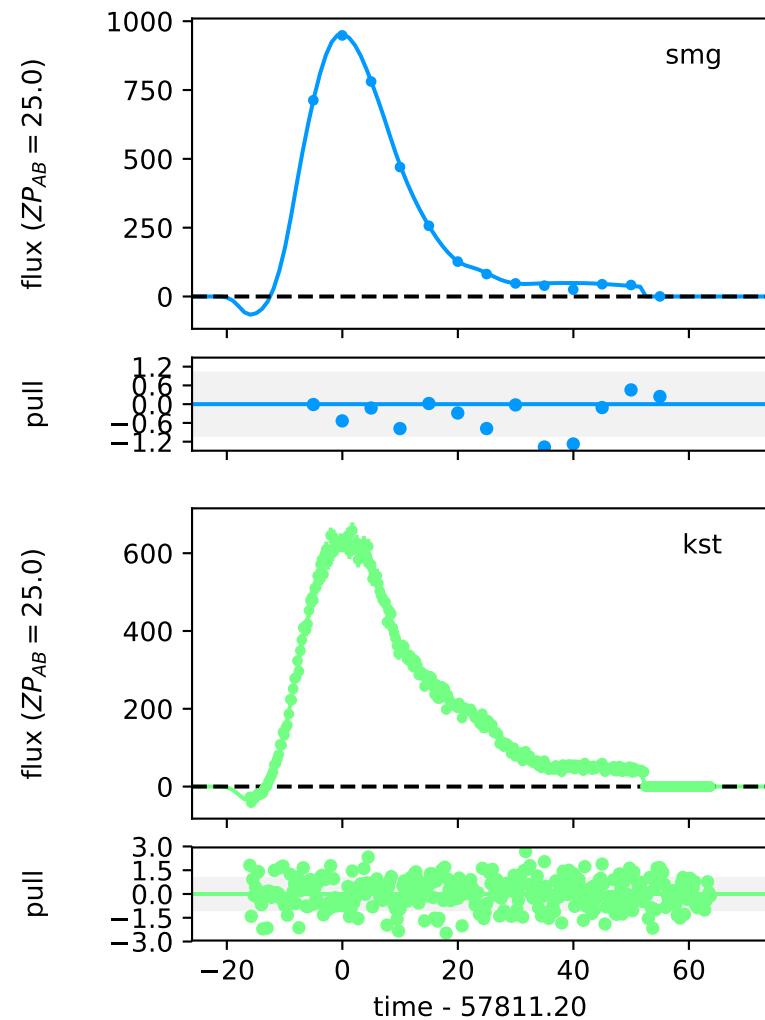 1000
750
500
250
0
flux (ZP_AB = 25.0)
smg
1.2
0.6
0.0
−0.6
−1.2
pull
600
400
200
0
flux (ZP_AB = 25.0)
kst
3.0
1.5
0.0
−1.5
−3.0
pull
−20 0 20 40 60
time - 57811.20